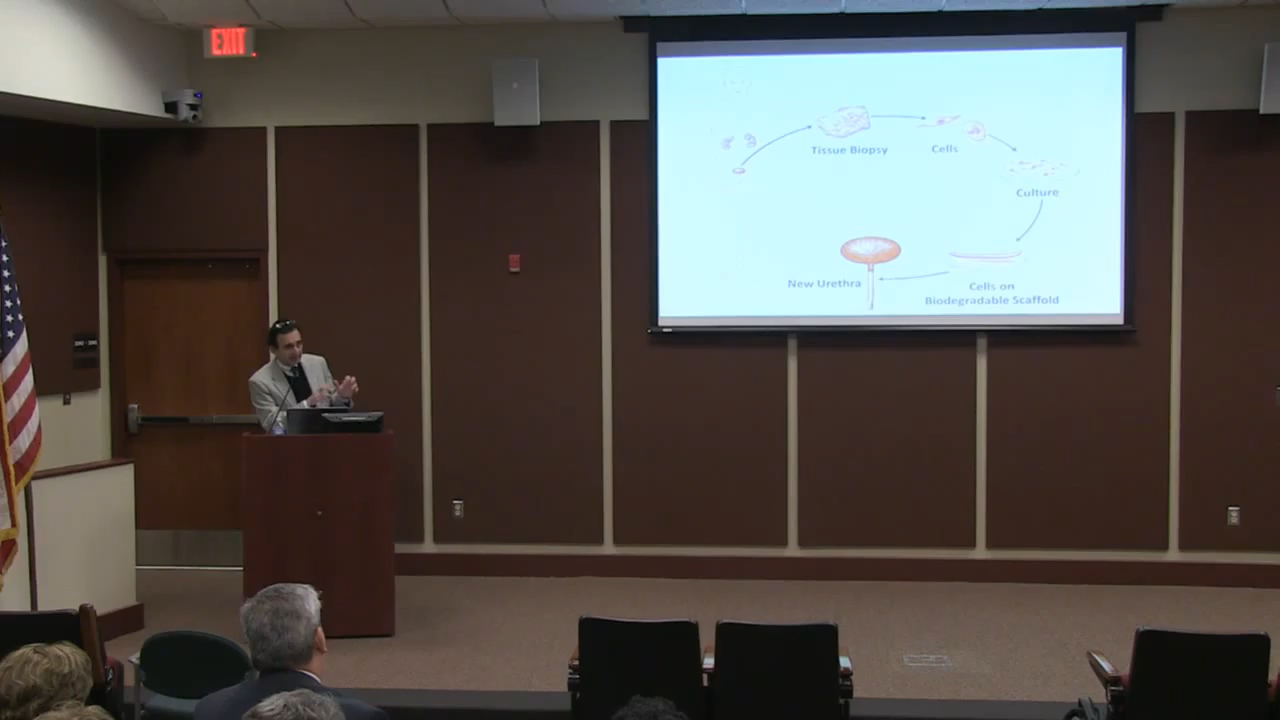 EXIT
Tissue Biopsy
Cells
Culture
New Urethra
Cells on
Biodegradable Scaffold